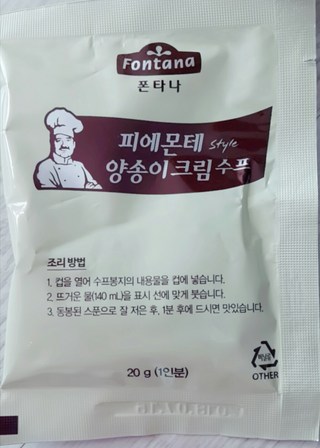 Fontana
폰타나
피에몬테 Style
양송이크림수프
조리방법
1. 컵을 열어 수프봉지의 내용물을 컵에 넣습니다.
2. 뜨거운 물(140 mL)을 표시 선에 맞게 붓습니다.
3. 동봉된 스푼으로 잘 저은 후, 1분 후에 드시면 맛있습니다.
20 g (1인분)
OTHER